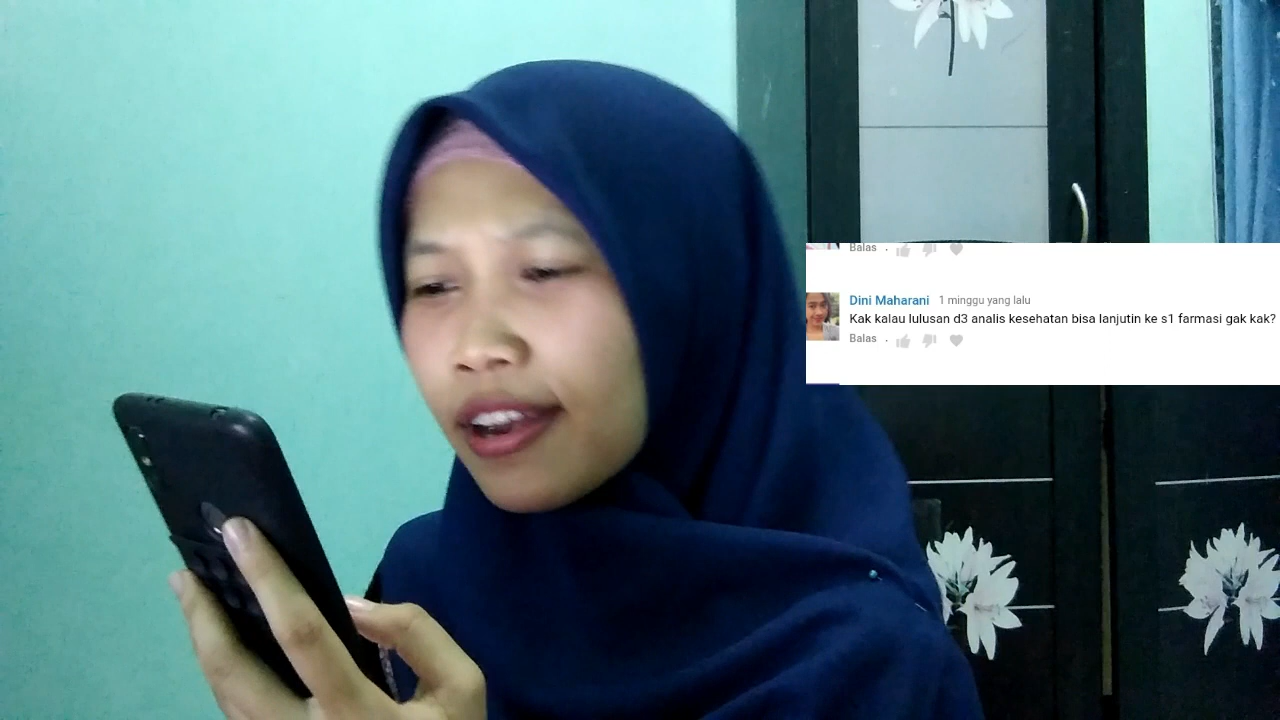 Balas .
Dini Maharani 1 minggu yang lalu
Kak kalau lulusan d3 analis kesehatan bisa lanjutin ke s1 farmasi gak kak?
Balas .